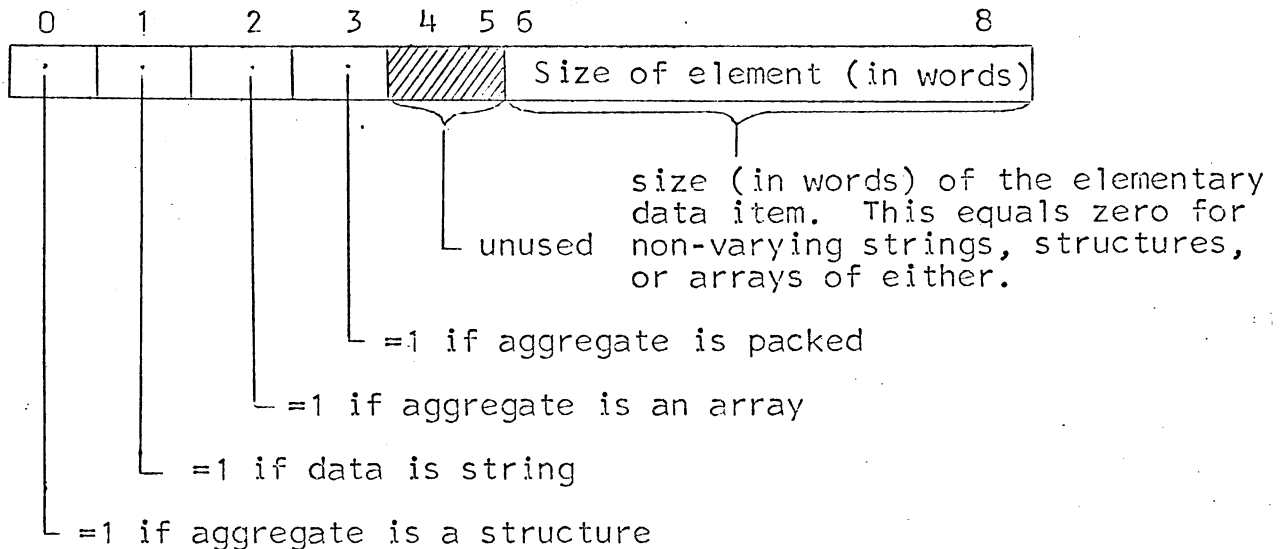 0 1 2 3 4 5 6 8
Size of element (in words)
size (in words) of the elementary
data item. This equals zero for
unused non-varying strings, structures,
or arrays of either.
=1 if aggregate is packed
=1 if aggregate is an array
=1 if data is string
=1 if aggregate is a structure